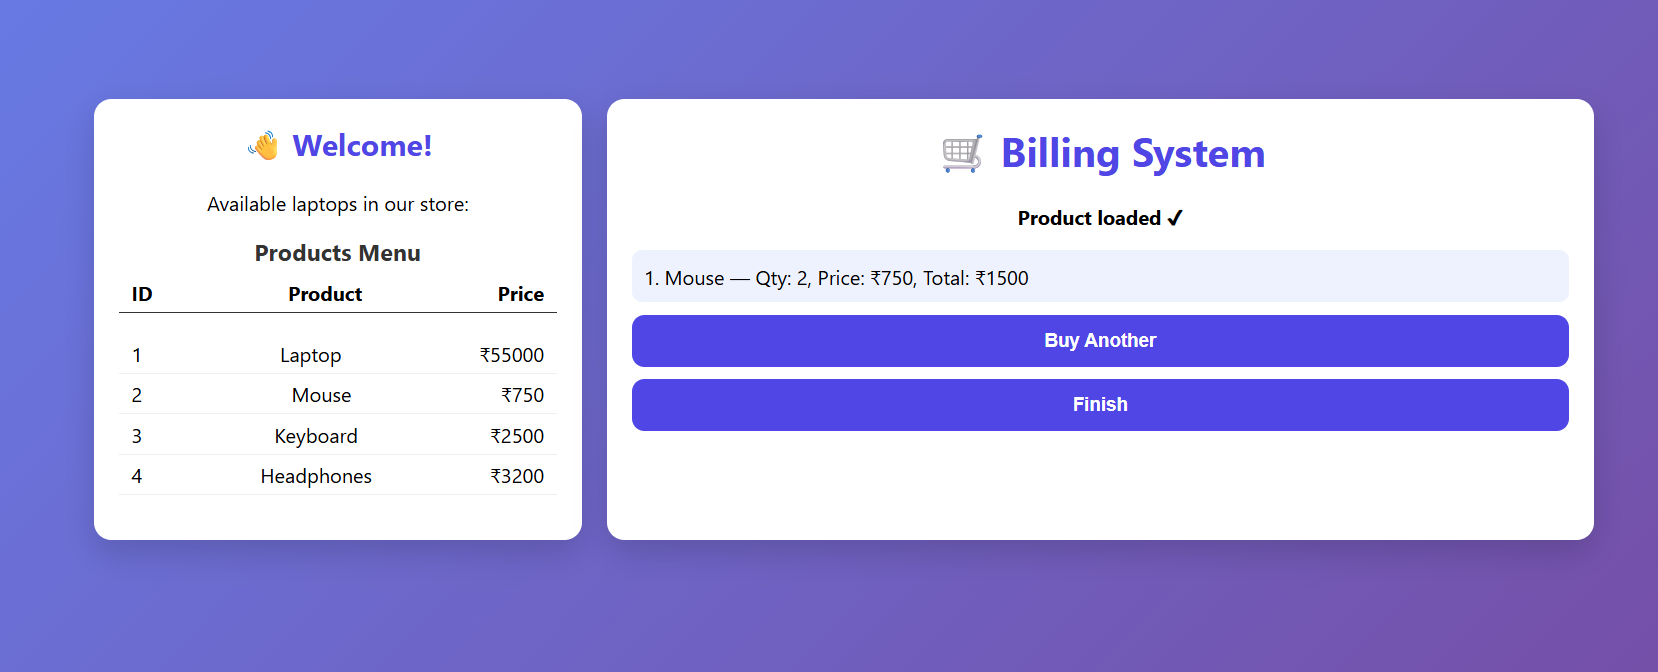 👋 Welcome!
Available laptops in our store:
Products Menu
ID Product Price
1 Laptop ₹55000
2 Mouse ₹750
3 Keyboard ₹2500
4 Headphones ₹3200
🛒 Billing System
Product loaded ✔
1. Mouse — Qty: 2, Price: ₹750, Total: ₹1500
Buy Another
Finish